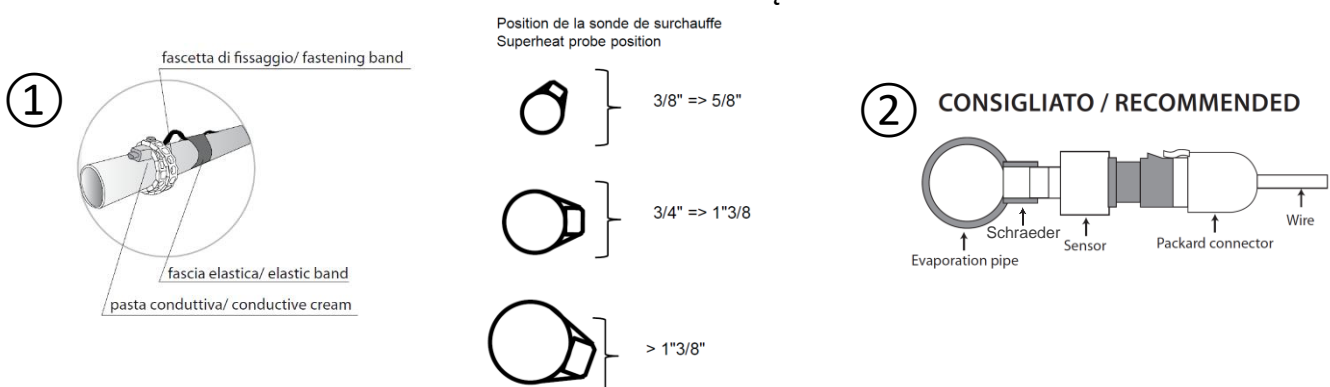 ①
fascetta di fissaggio/ fastening band
fascia elastica/ elastic band
pasta conduttiva/ conductive cream
Position de la sonde de surchauffe
Superheat probe position
3/8" => 5/8"
3/4" => 1"3/8
> 1"3/8"
②
CONSIGLIATO / RECOMMENDED
Schraeder
Sensor
Packard connector
Wire
Evaporation pipe